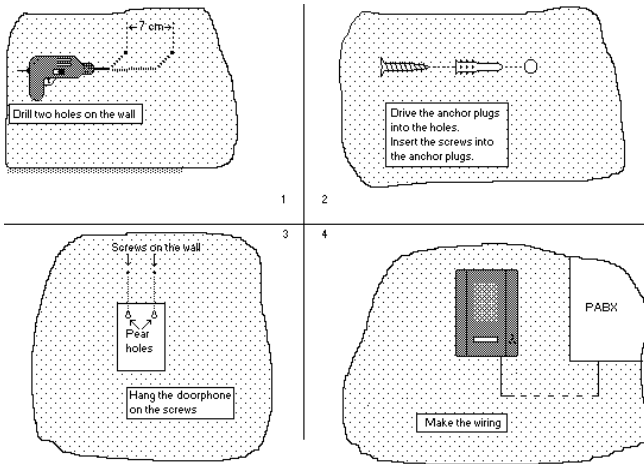 7 cm
Drill two holes on the wall
1
2
Drive the anchor plugs
into the holes.
Insert the screws into
the anchor plugs.
3
Screws on the wall
Pear
holes
Hang the doorphone
on the screws
4
PABX
Make the wiring